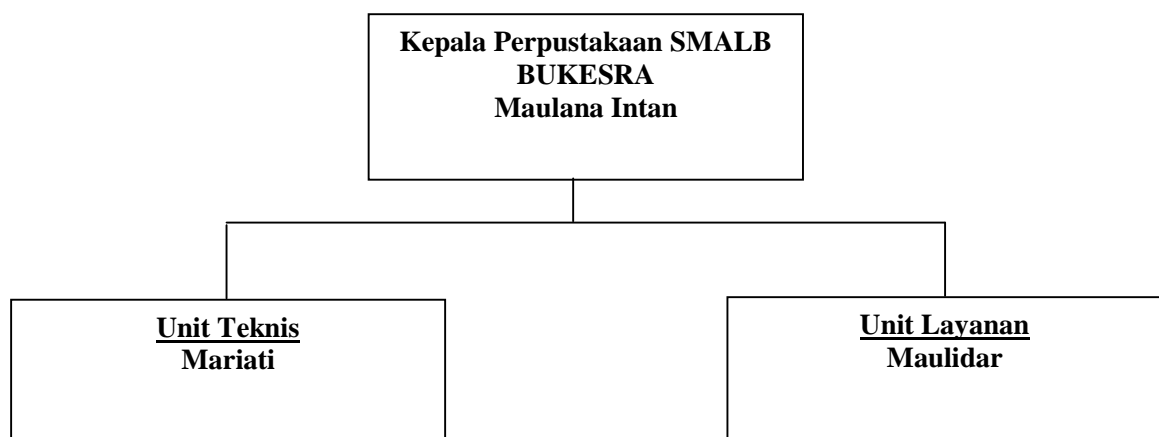 Kepala Perpustakaan SMALB
BUKESRA
Maulana Intan
Unit Teknis
Mariati
Unit Layanan
Maulidar